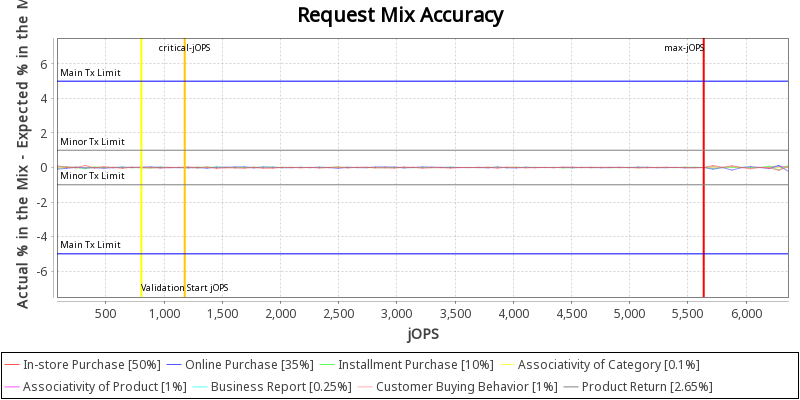 Request Mix Accuracy
Actual % in the Mix - Expected % in the M
critical-jOPS
max-jOPS
6
Main Tx Limit
4
2
Minor Tx Limit
0
Minor Tx Limit
-2
-4
Main Tx Limit
-6
Validation Start jOPS
500 1,000 1,500 2,000 2,500 3,000 3,500 4,000 4,500 5,000 5,500 6,000
jOPS
In-store Purchase [50%] Online Purchase [35%] Installment Purchase [10%] Associativity of Category [0.1%]
Associativity of Product [1%] Business Report [0.25%] Customer Buying Behavior [1%] Product Return [2.65%]